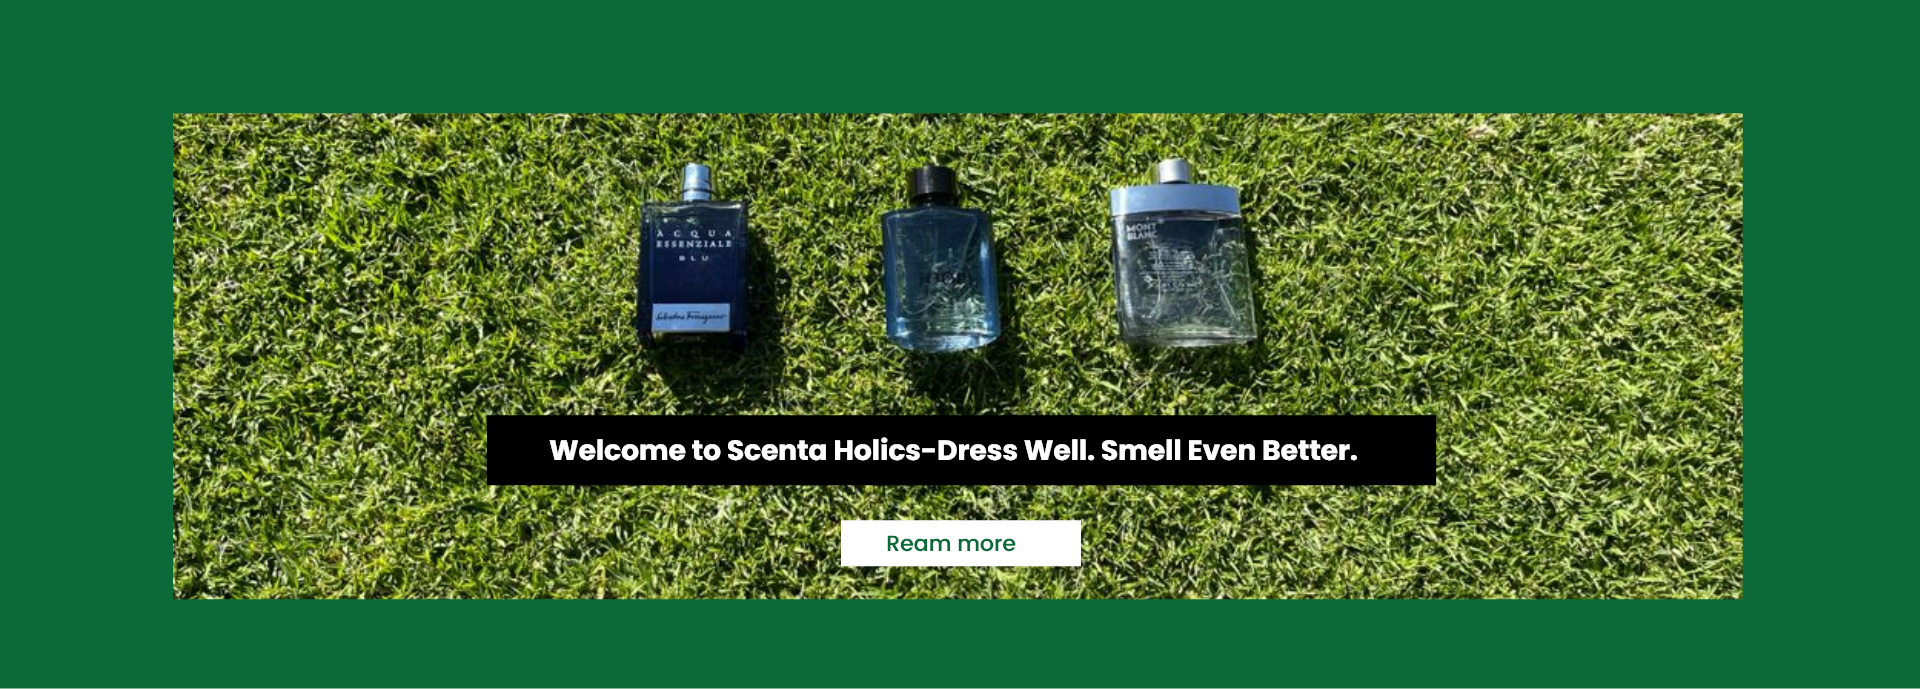 ACQUA
ESSENZIALE
BLU
Salvatore Ferragamo
MONT
BLANC
Welcome to Scenta Holics-Dress Well. Smell Even Better.
Ream more